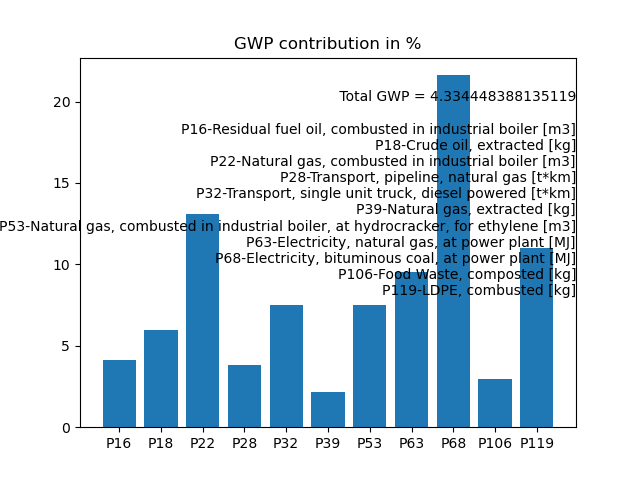 GWP contribution in %
Total GWP = 4.334448388135119
P16-Residual fuel oil, combusted in industrial boiler [m3]
P18-Crude oil, extracted [kg]
P22-Natural gas, combusted in industrial boiler [m3]
P28-Transport, pipeline, natural gas [t*km]
P32-Transport, single unit truck, diesel powered [t*km]
P39-Natural gas, extracted [kg]
P53-Natural gas, combusted in industrial boiler, at hydrocracker, for ethylene [m3]
P63-Electricity, natural gas, at power plant [MJ]
P68-Electricity, bituminous coal, at power plant [MJ]
P106-Food Waste, composted [kg]
P119-LDPE, combusted [kg]
20
15
10
5
0
P16 P18 P22 P28 P32 P39 P53 P63 P68 P106 P119